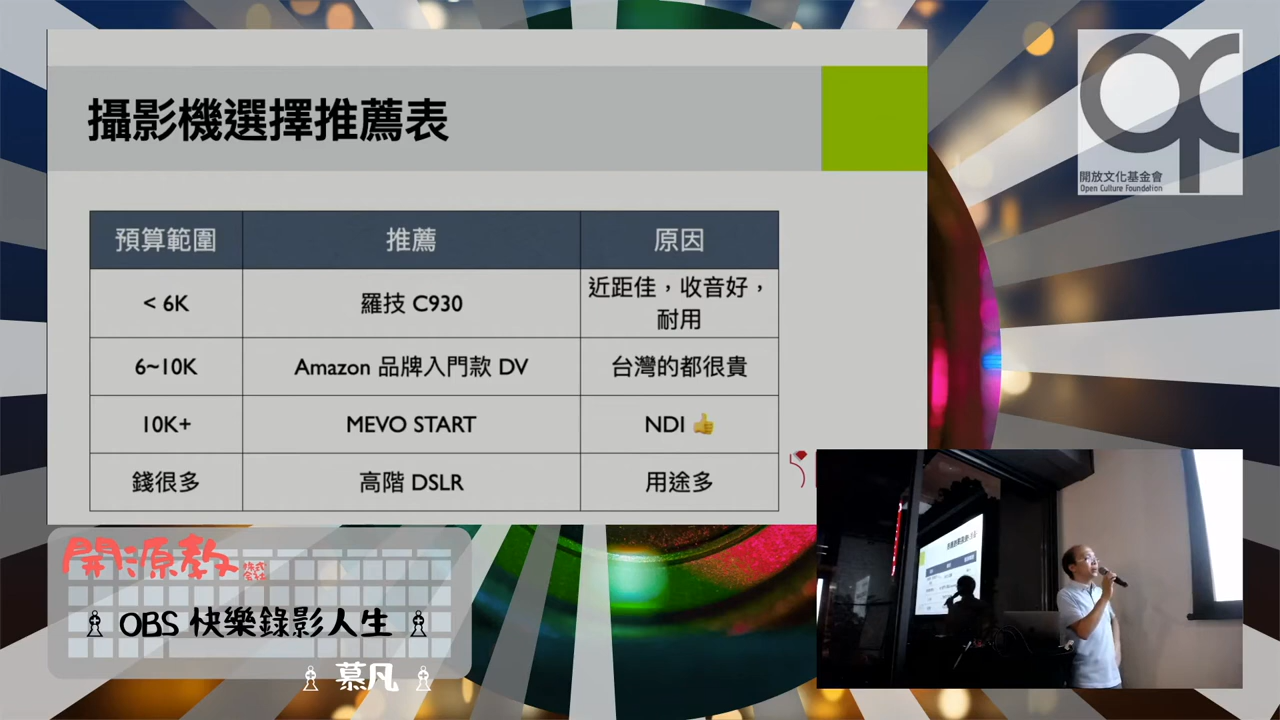 攝影機選擇推薦表
預算範圍 推薦 原因
< 6K 羅技 C930 近距佳，收音好，
耐用
6~10K Amazon 品牌入門款 DV 台灣的都很貴
10K+ MEVO START NDI 👍
錢很多 高階 DSLR 用途多
開放文化基金會
Open Culture Foundation
開源教 株式会社
OBS 快樂錄影人生
慕凡